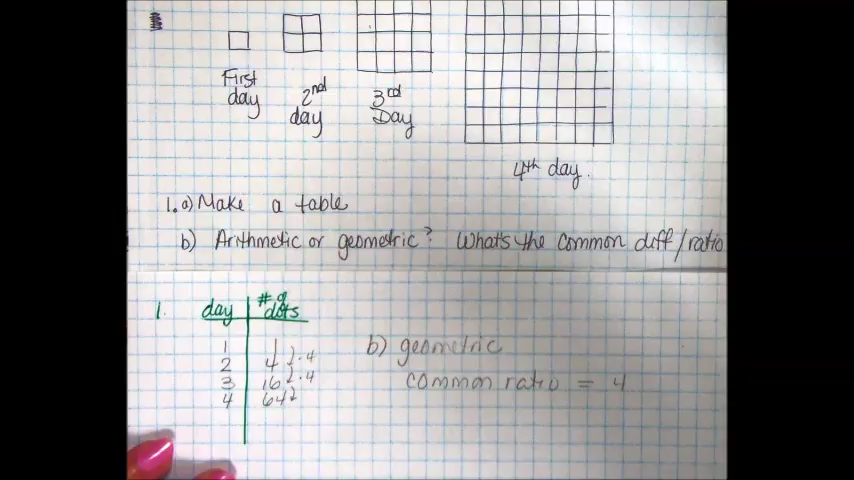 First day
2nd day
3rd Day
4th day.
1. a) Make a table
b) Arithmetic or geometric? What's the common diff/ratio
1.
day # of dots
1 1
2 4 · 4
3 16 · 4
4 64
b) geometric
common ratio = 4